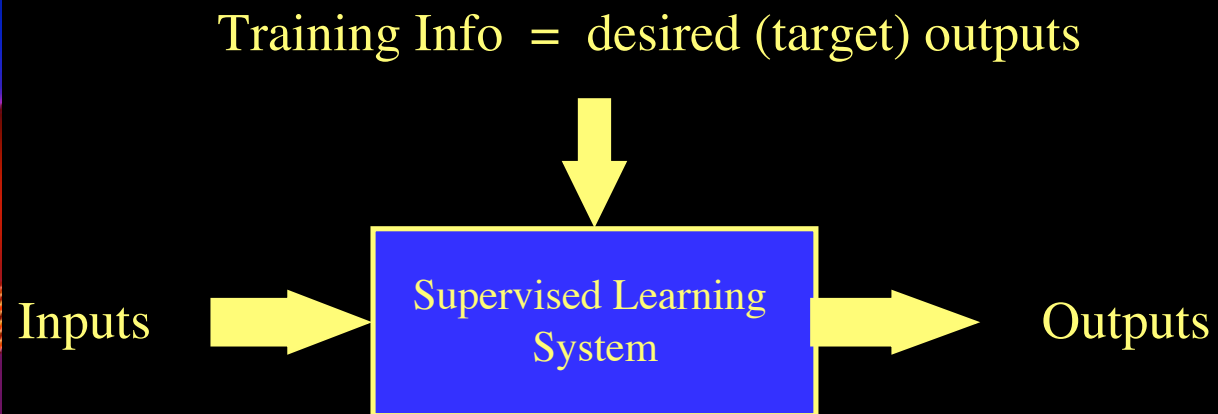 Training Info = desired (target) outputs
Inputs
Supervised Learning
System
Outputs